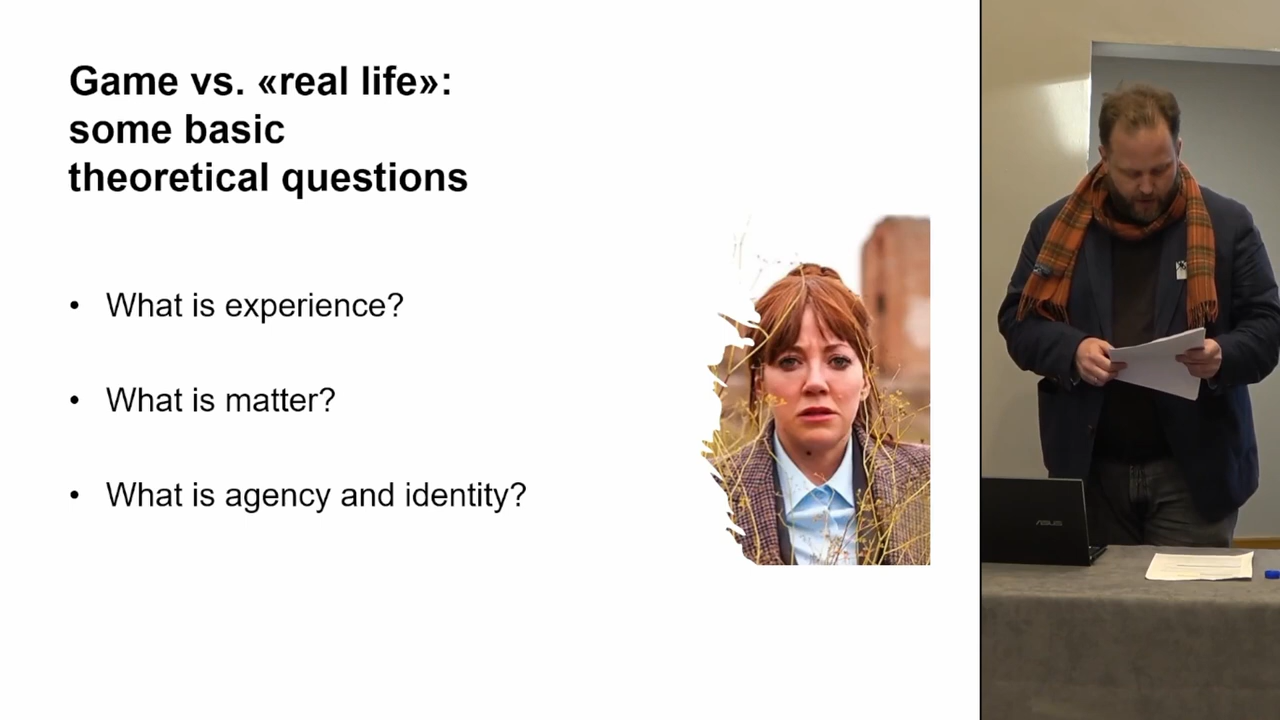 Game vs. «real life»:
some basic
theoretical questions
• What is experience?
• What is matter?
• What is agency and identity?
ASUS